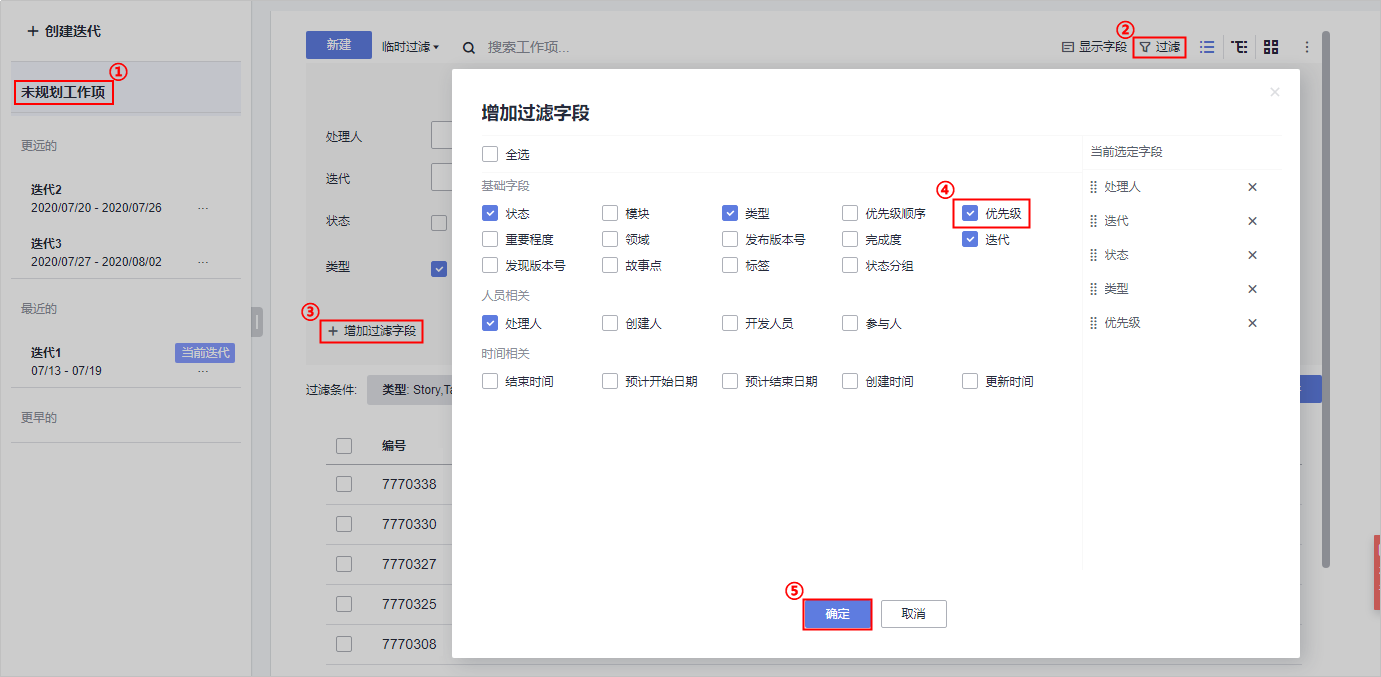 + 创建迭代
①
未规划工作项
更远的
迭代2
2020/07/20 - 2020/07/26
...
迭代3
2020/07/27 - 2020/08/02
...
最近的
迭代1
当前迭代
07/13 - 07/19
...
更早的
新建
临时过滤
搜索工作项...
显示字段
②
过滤
处理人
迭代
状态
类型
③
+ 增加过滤字段
过滤条件:
类型: Story,Ta
编号
7770338
7770330
7770327
7770325
7770308
增加过滤字段
全选
基础字段
状态
模块
类型
优先级顺序
④
优先级
重要程度
领域
发布版本号
完成度
迭代
发现版本号
故事点
标签
状态分组
人员相关
处理人
创建人
开发人员
参与人
时间相关
结束时间
预计开始日期
预计结束日期
创建时间
更新时间
当前选定字段
处理人
迭代
状态
类型
优先级
⑤
确定
取消